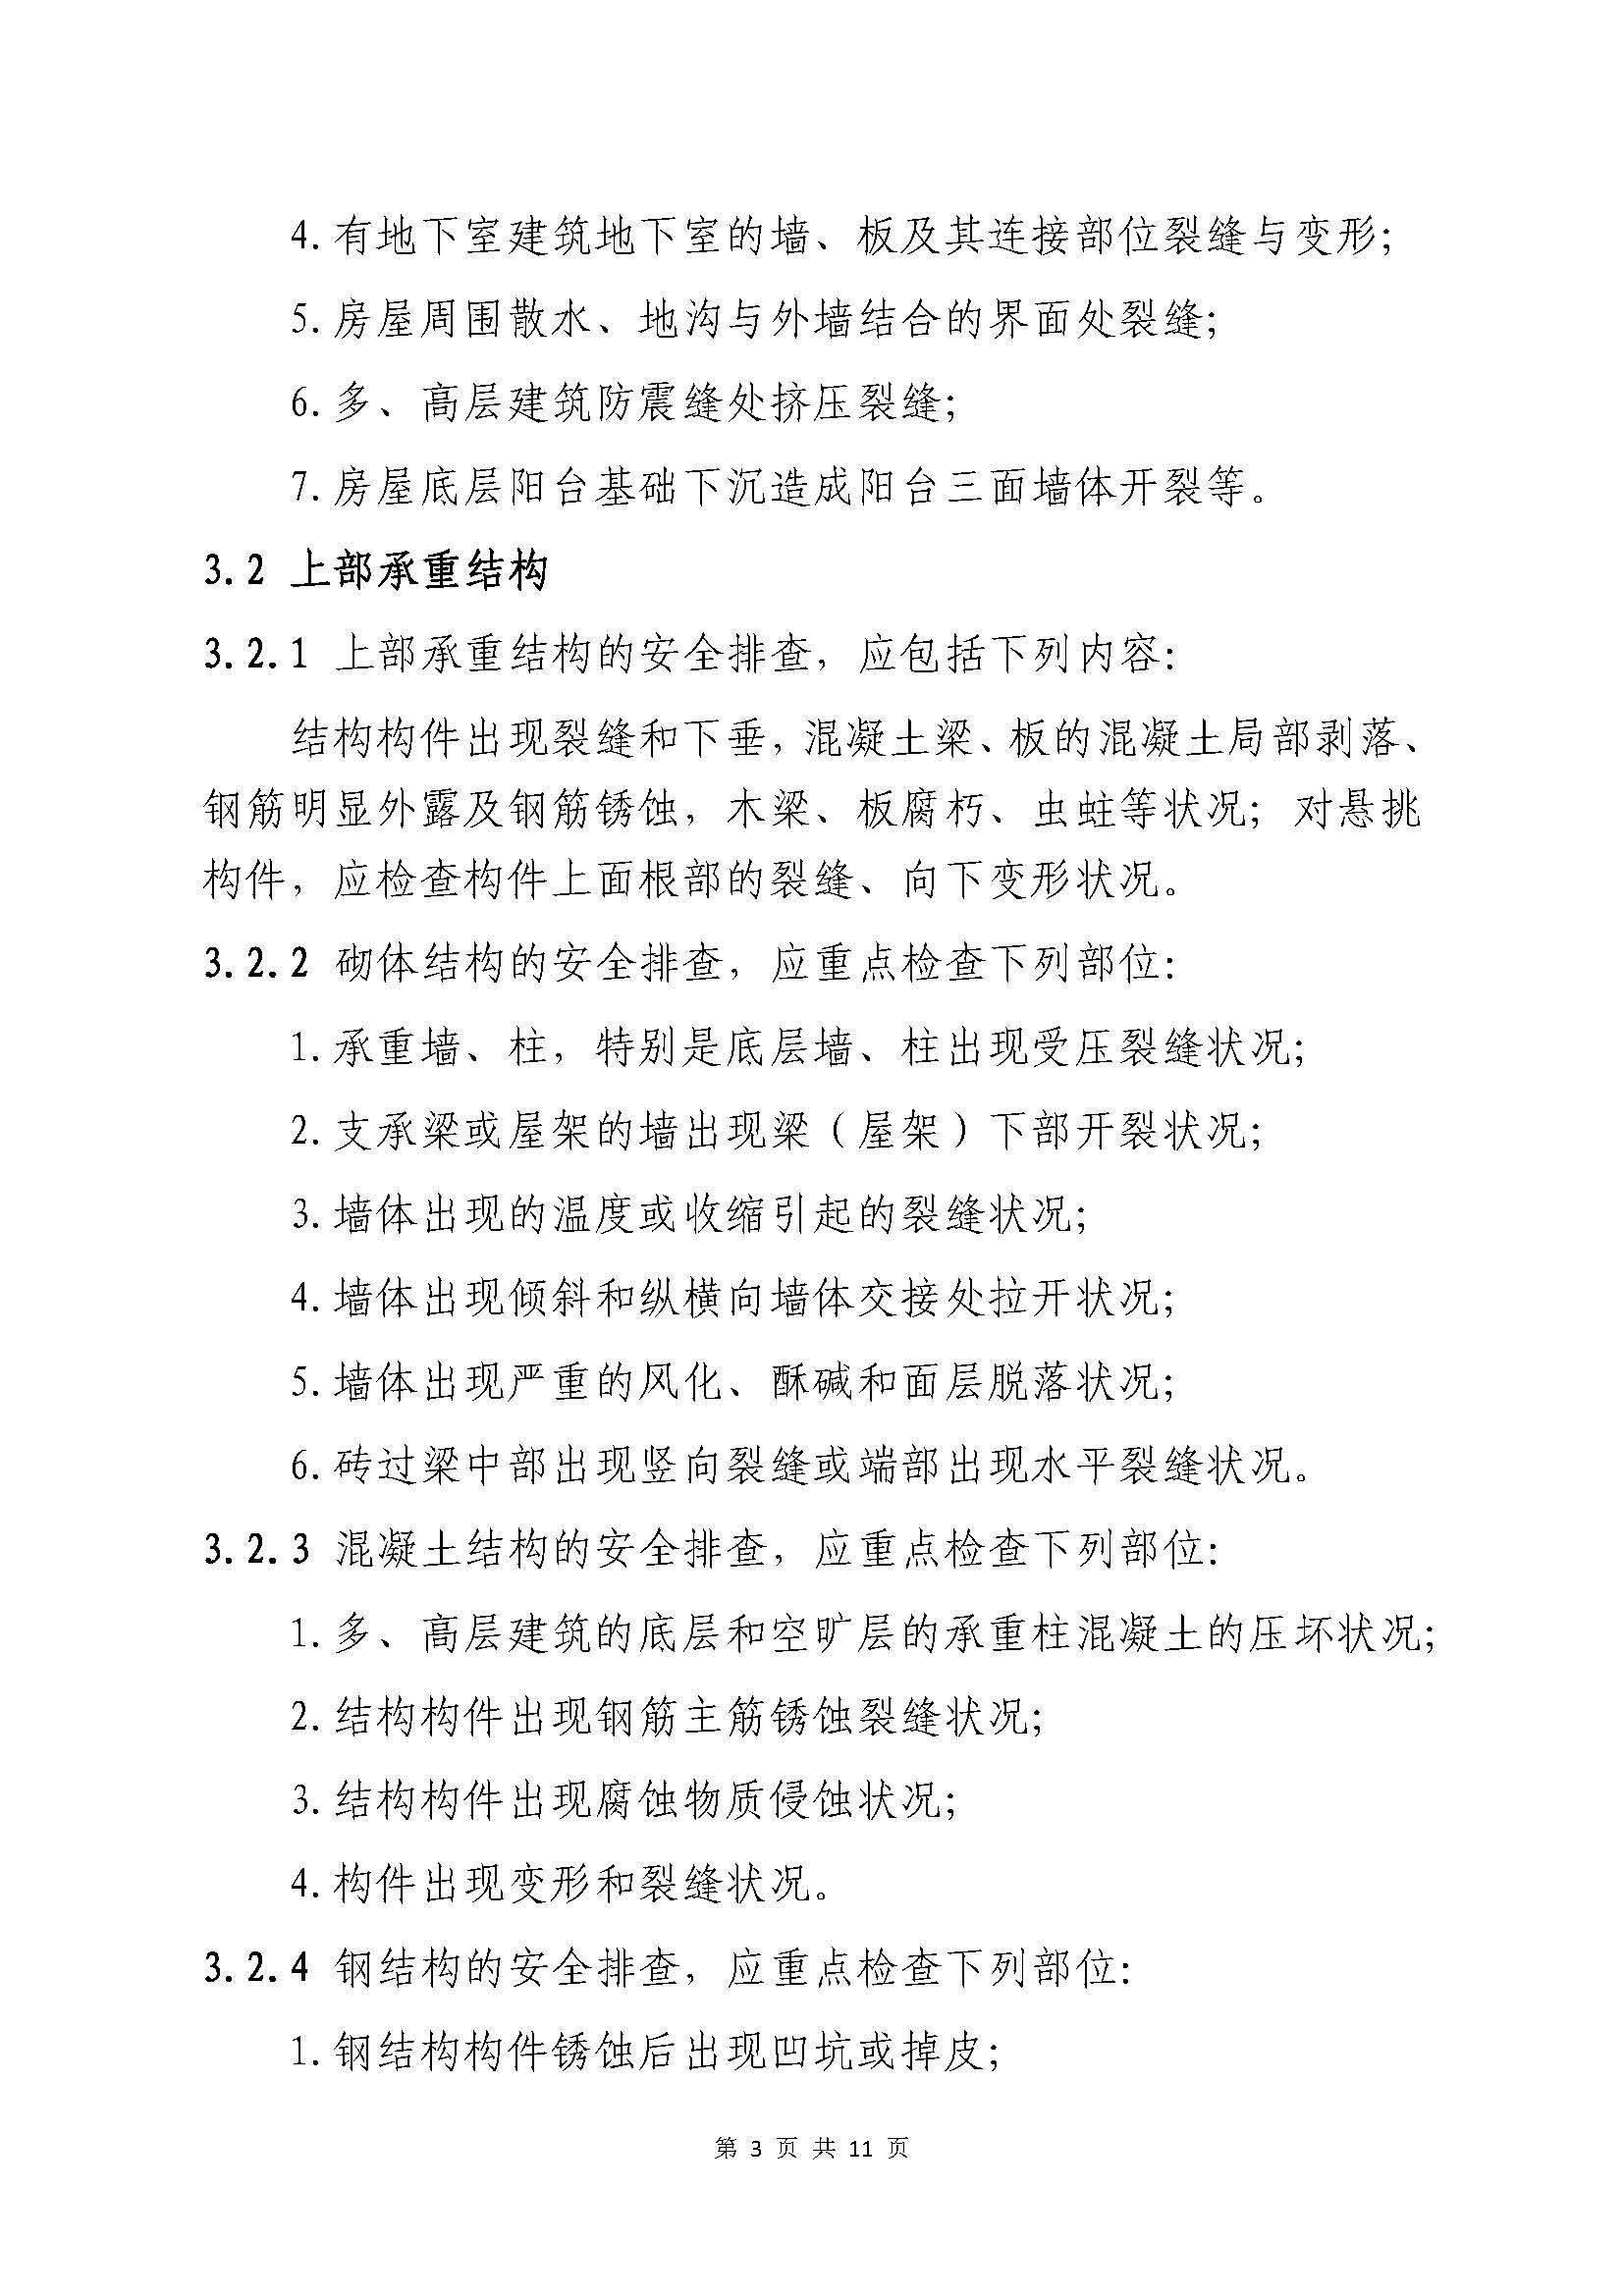 4.有地下室建筑地下室的墙、板及其连接部位裂缝与变形；
5.房屋周围散水、地沟与外墙结合的界面处裂缝；
6.多、高层建筑防震缝处挤压裂缝；
7.房屋底层阳台基础下沉造成阳台三面墙体开裂等。
3.2 上部承重结构
3.2.1 上部承重结构的安全排查，应包括下列内容：
结构构件出现裂缝和下垂，混凝土梁、板的混凝土局部剥落、
钢筋明显外露及钢筋锈蚀，木梁、板腐朽、虫蛀等状况；对悬挑
构件，应检查构件上面根部的裂缝、向下变形状况。
3.2.2 砌体结构的安全排查，应重点检查下列部位：
1.承重墙、柱，特别是底层墙、柱出现受压裂缝状况；
2.支承梁或屋架的墙出现梁（屋架）下部开裂状况；
3.墙体出现的温度或收缩引起的裂缝状况；
4.墙体出现倾斜和纵横向墙体交接处拉开状况；
5.墙体出现严重的风化、酥碱和面层脱落状况；
6.砖过梁中部出现竖向裂缝或端部出现水平裂缝状况。
3.2.3 混凝土结构的安全排查，应重点检查下列部位：
1.多、高层建筑的底层和空旷层的承重柱混凝土的压坏状况；
2.结构构件出现钢筋主筋锈蚀裂缝状况；
3.结构构件出现腐蚀物质侵蚀状况；
4.构件出现变形和裂缝状况。
3.2.4 钢结构的安全排查，应重点检查下列部位：
1.钢结构构件锈蚀后出现凹坑或掉皮；
第 3 页 共 11 页